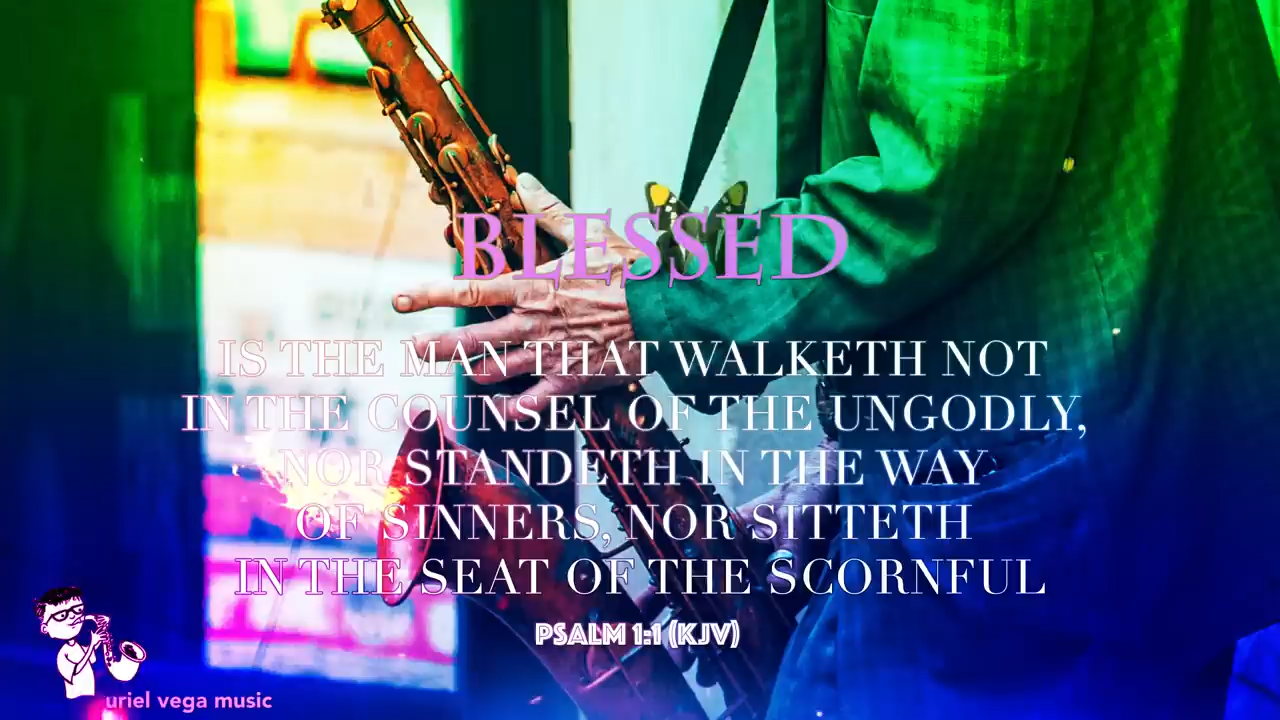 BLESSED
IS THE MAN THAT WALKETH NOT
IN THE COUNSEL OF THE UNGODLY,
NOR STANDETH IN THE WAY
OF SINNERS, NOR SITTETH
IN THE SEAT OF THE SCORNFUL
PSALM 1:1 (KJV)
uriel vega music